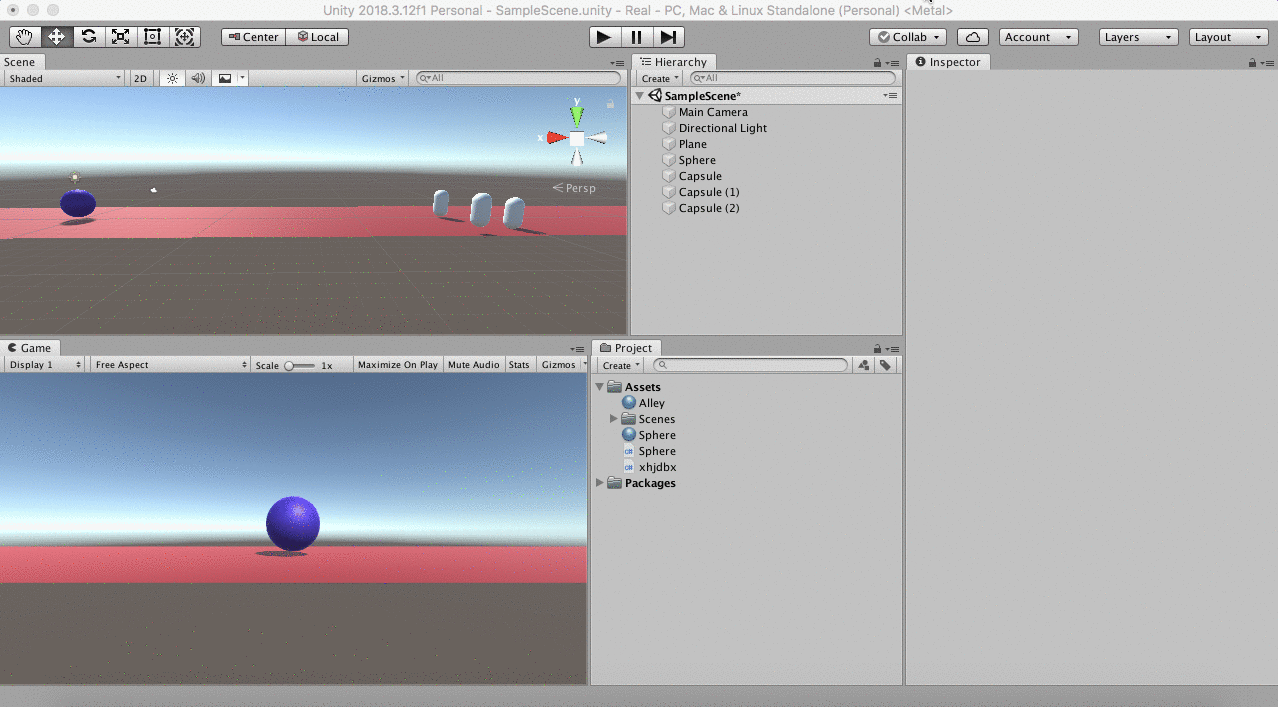 Unity 2018.3.12f1 Personal - SampleScene.unity - Real - PC, Mac & Linux Standalone (Personal) <Metal>
Center Local Collab Account Layers Layout
Scene
Shaded 2D Gizmos All
y
x
Persp
Hierarchy
Create All
SampleScene*
Main Camera
Directional Light
Plane
Sphere
Capsule
Capsule (1)
Capsule (2)
Inspector
Game
Display 1 Free Aspect Scale 1x Maximize On Play Mute Audio Stats Gizmos
Project
Create
Assets
Alley
Scenes
Sphere
C# Sphere
C# xhjdbx
Packages